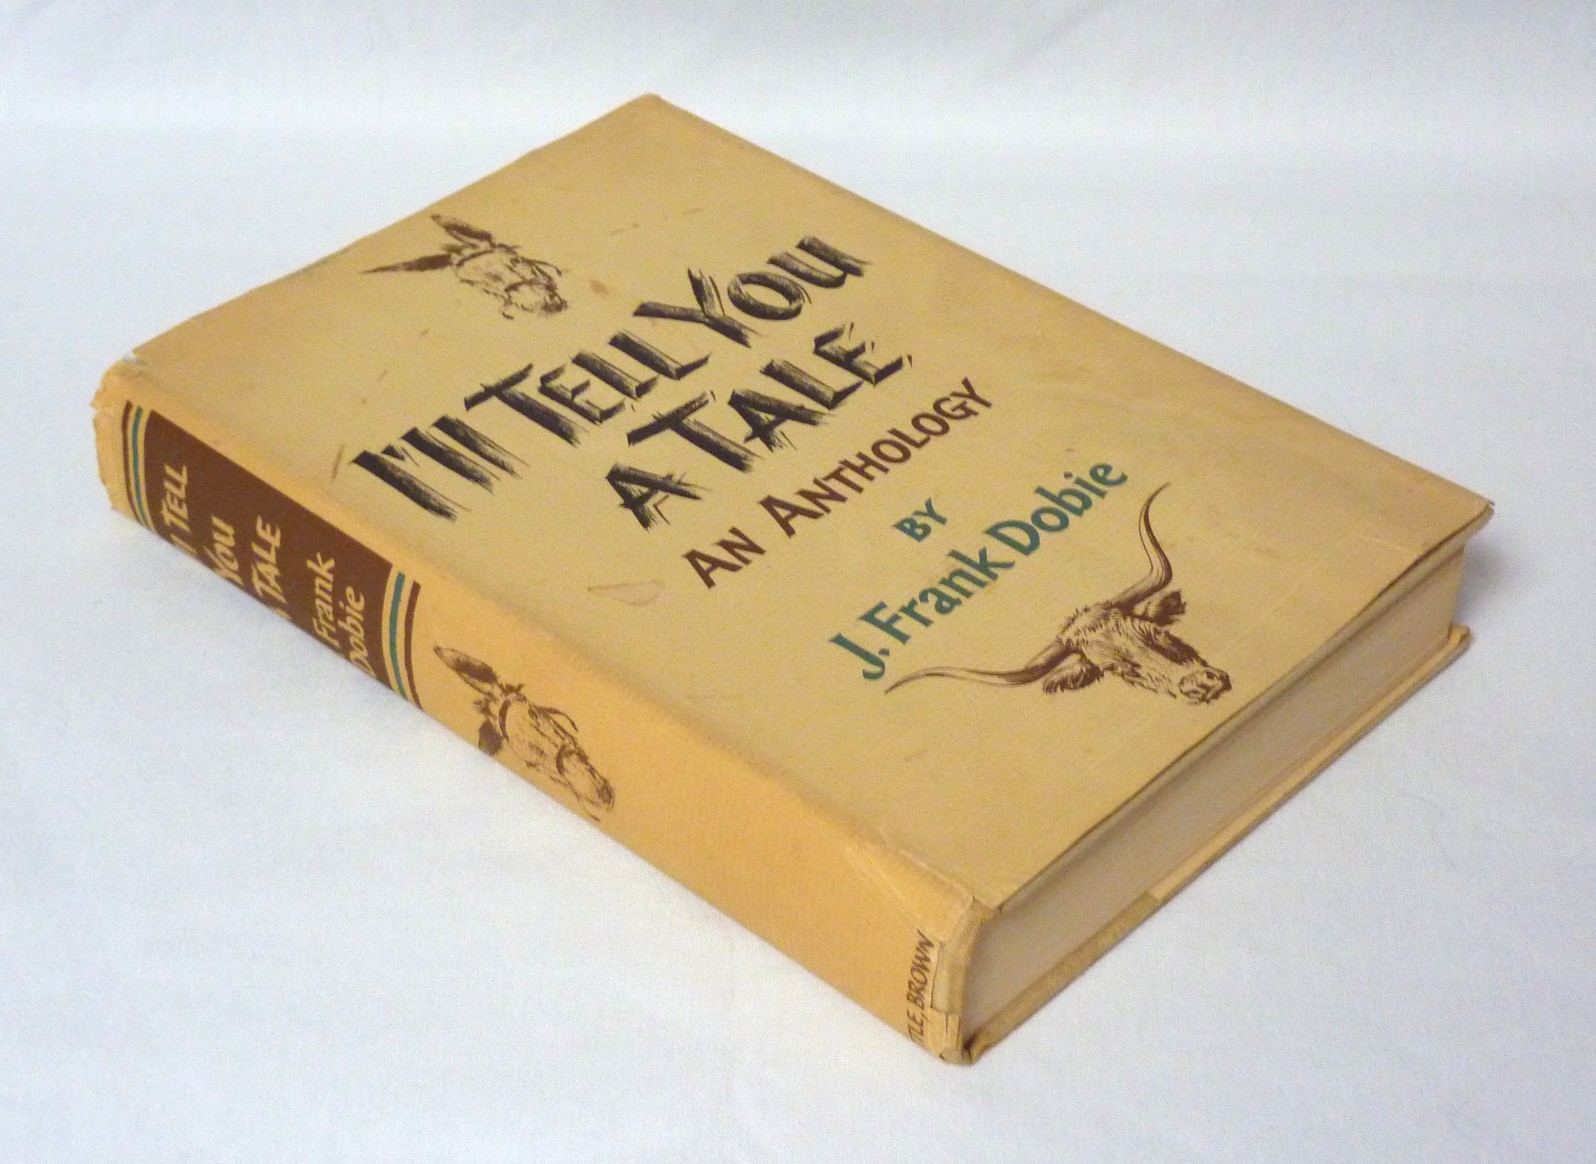 I'll Tell You
A Tale
An Anthology
by
J. Frank Dobie
Tell
You
Tale
Frank
Dobie
TLE, BROWN